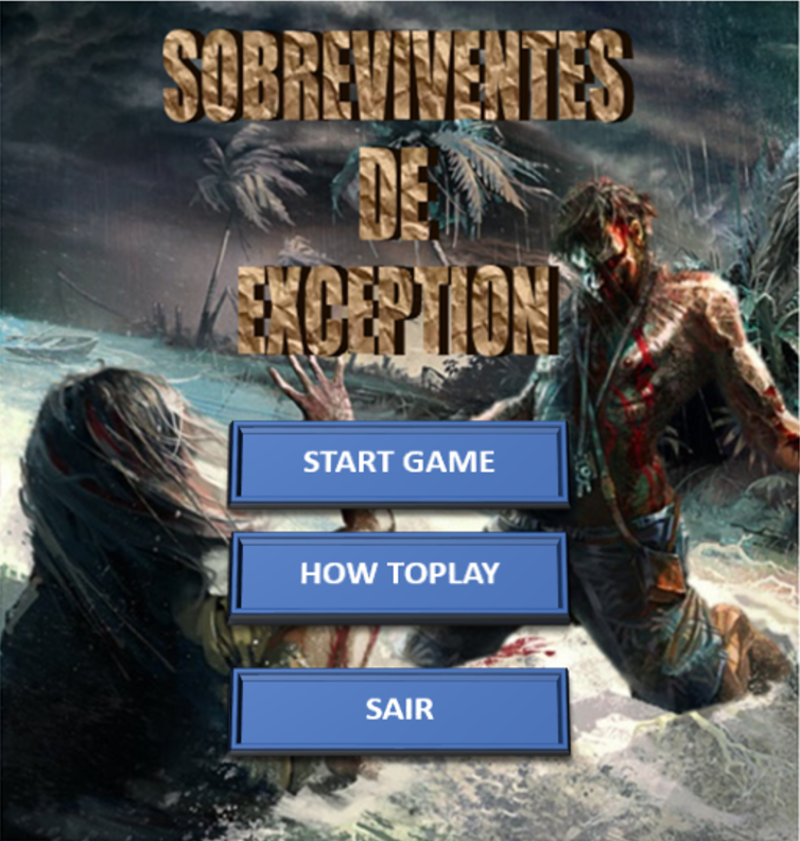 SOBREVIVENTES
DE
EXCEPTION
START GAME
HOW TOPLAY
SAIR